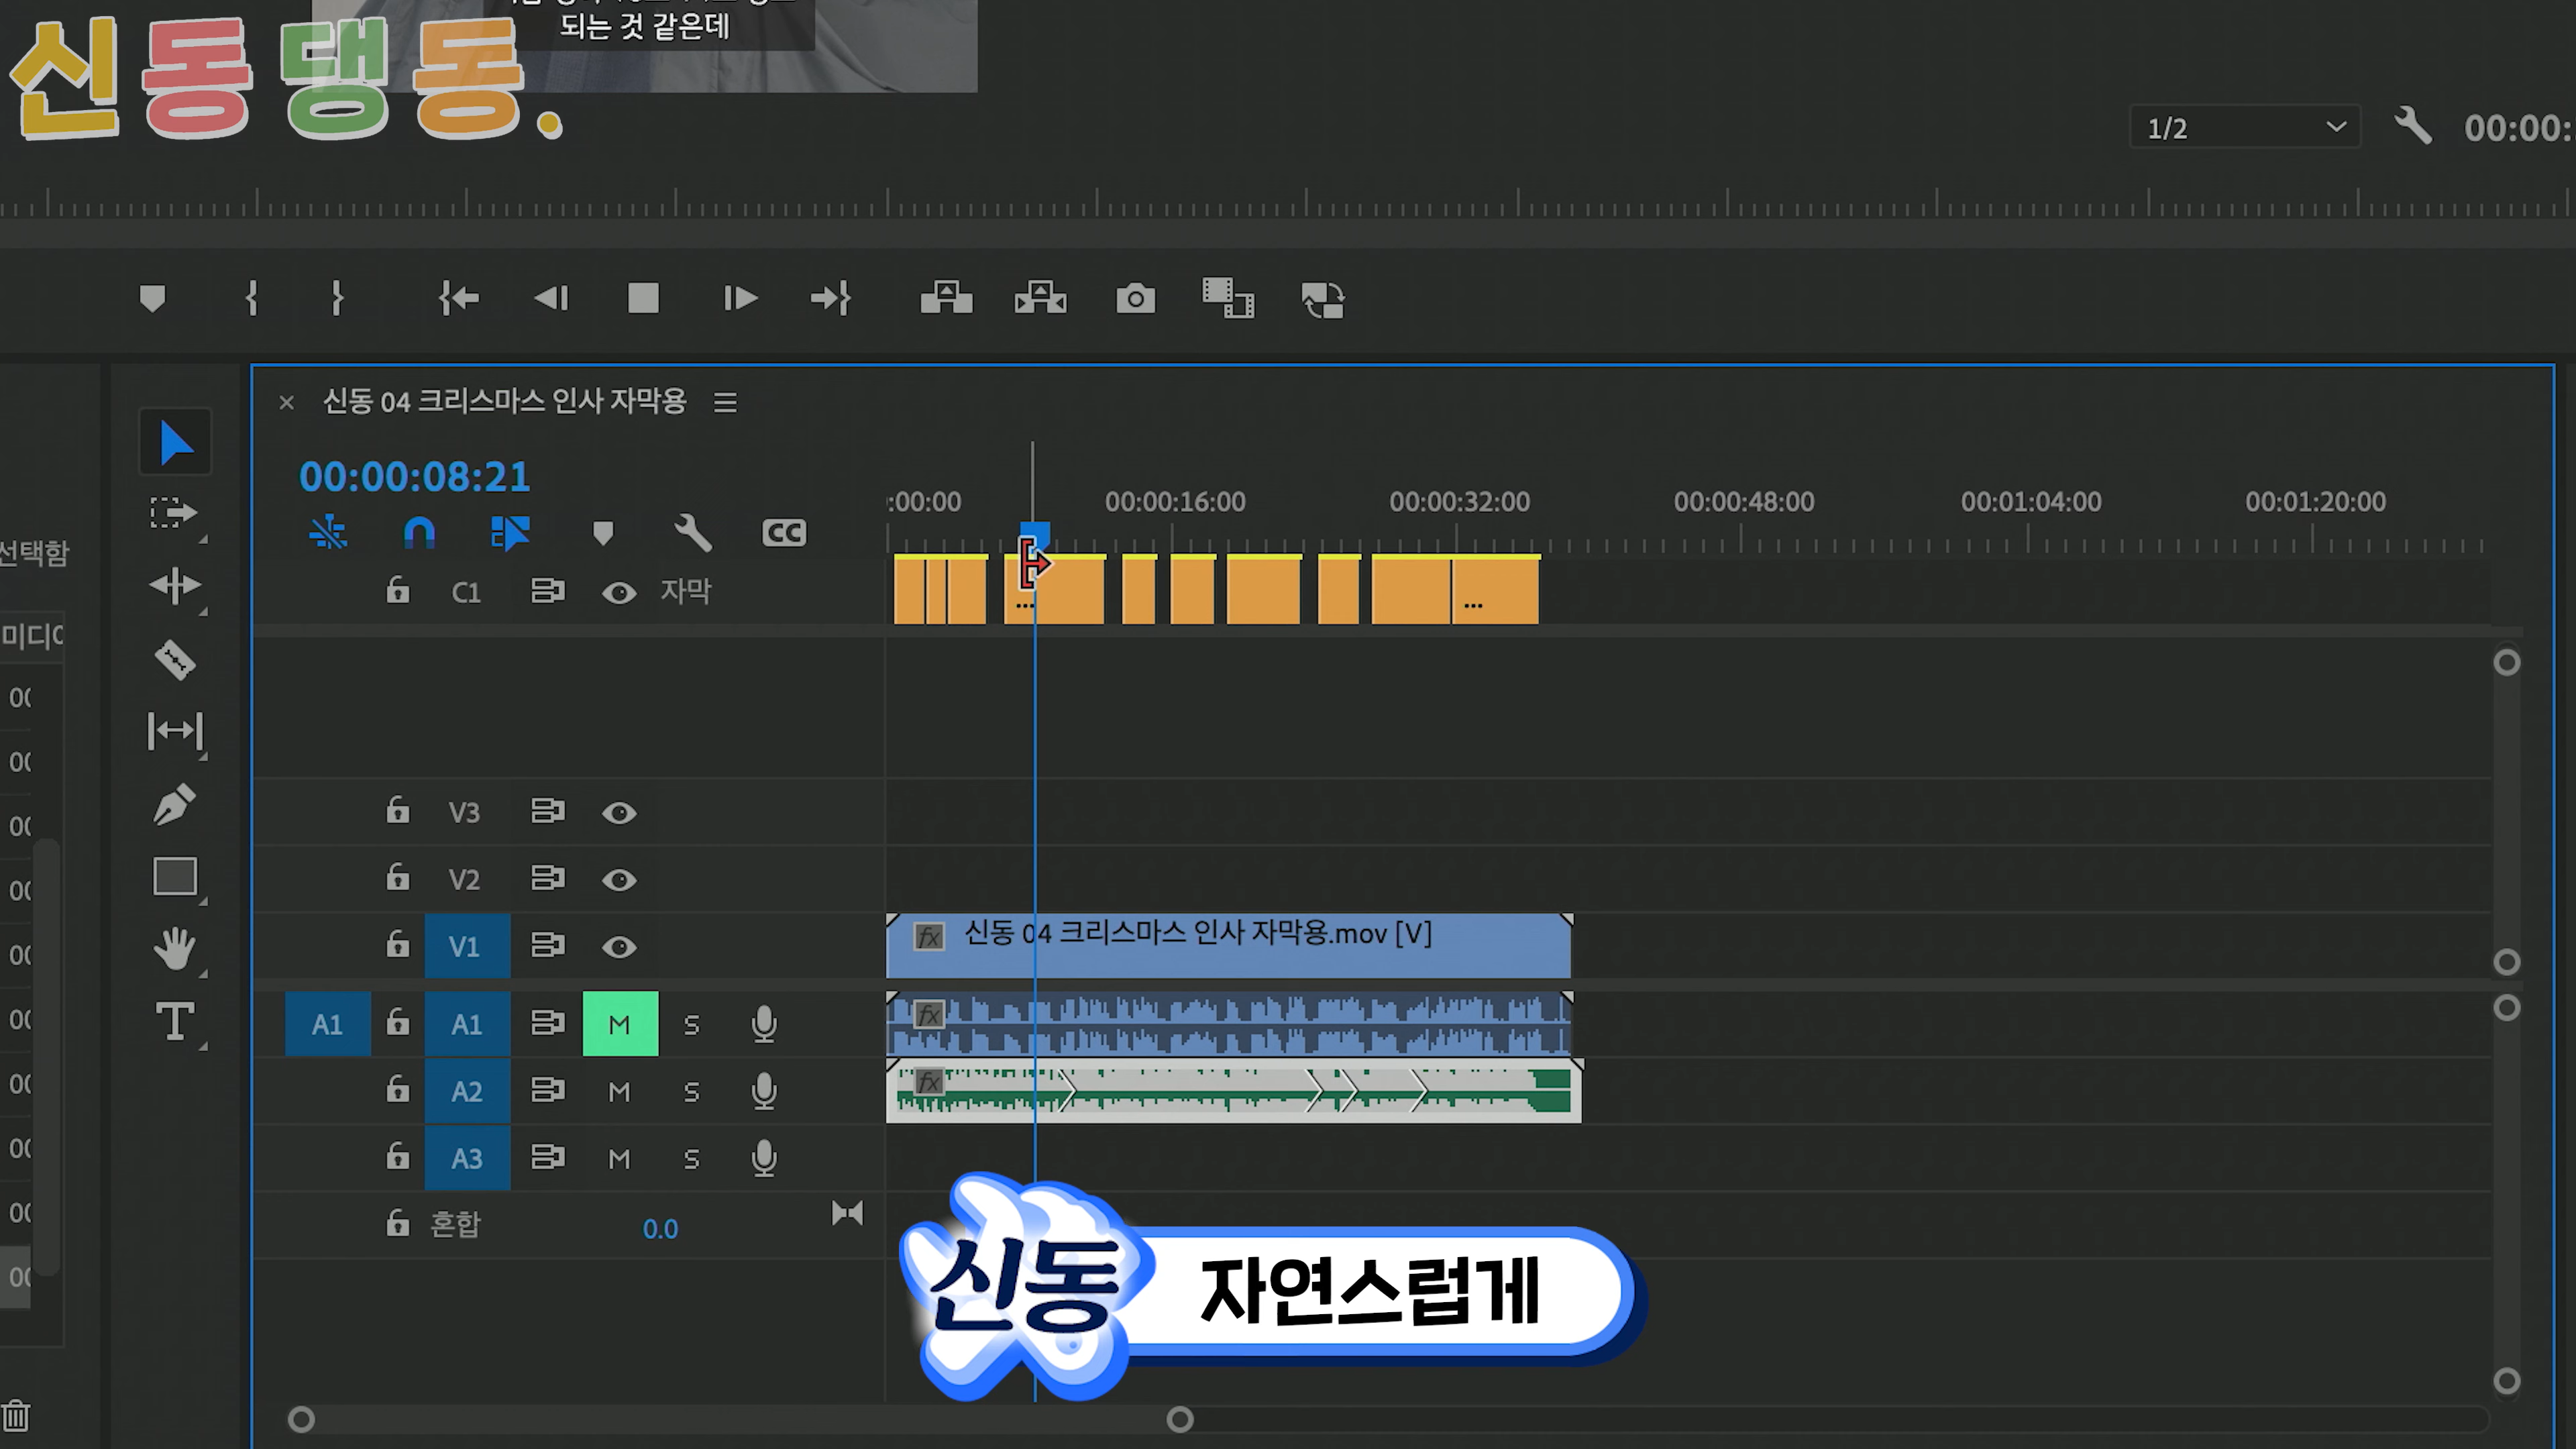 되는 것 같은데
신동댕동.
1/2
00:00:
신동 04 크리스마스 인사 자막용
00:00:08:21
:00:00
00:00:16:00
00:00:32:00
00:00:48:00
00:01:04:00
00:01:20:00
CC
선택함
C1
자막
...
...
미디어
V3
V2
V1
fx
신동 04 크리스마스 인사 자막용.mov [V]
A1
A1
M
S
fx
A2
M
S
fx
A3
M
S
혼합
0.0
T
신동
자연스럽게